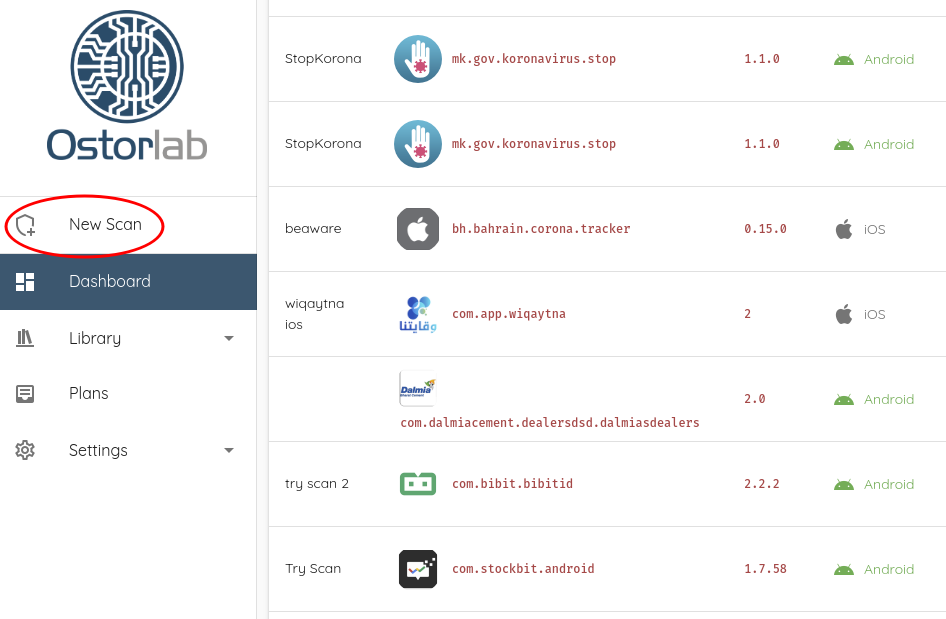 Ostorlab
New Scan
Dashboard
Library
Plans
Settings
StopKorona mk.gov.koronavirus.stop 1.1.0 Android
StopKorona mk.gov.koronavirus.stop 1.1.0 Android
beaware bh.bahrain.corona.tracker 0.15.0 iOS
wiqaytna
ios
وقايتنا
com.app.wiqaytna 2 iOS
Dalmia
Bharat Cement
com.dalmiacement.dealersdsd.dalmiasdealers 2.0 Android
try scan 2 com.bibit.bibitid 2.2.2 Android
Try Scan com.stockbit.android 1.7.58 Android